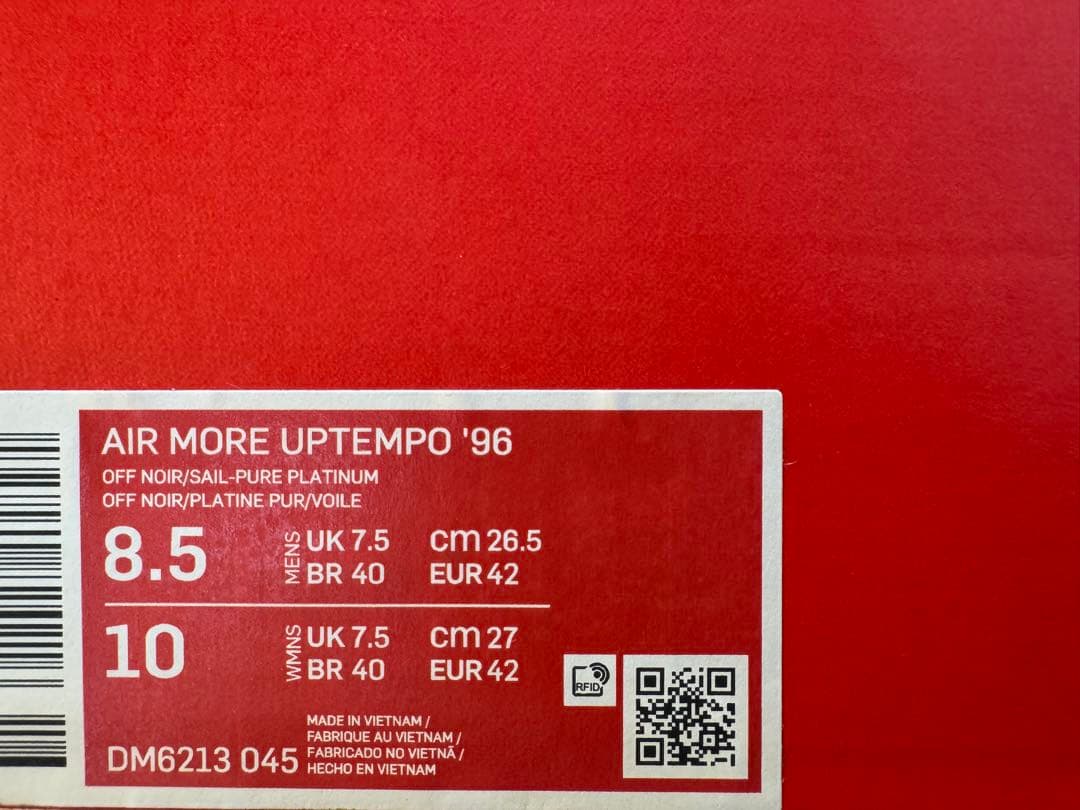 AIR MORE UPTEMPO '96
OFF NOIR/SAIL-PURE PLATINUM
OFF NOIR/PLATINE PUR/VOILE
8.5 MENS UK 7.5 CM 26.5
BR 40 EUR 42
10 WMNS UK 7.5 CM 27
BR 40 EUR 42
RFID
DM6213 045
MADE IN VIETNAM /
FABRIQUE AU VIETNAM /
FABRICADO NO VIETNÃ /
HECHO EN VIETNAM